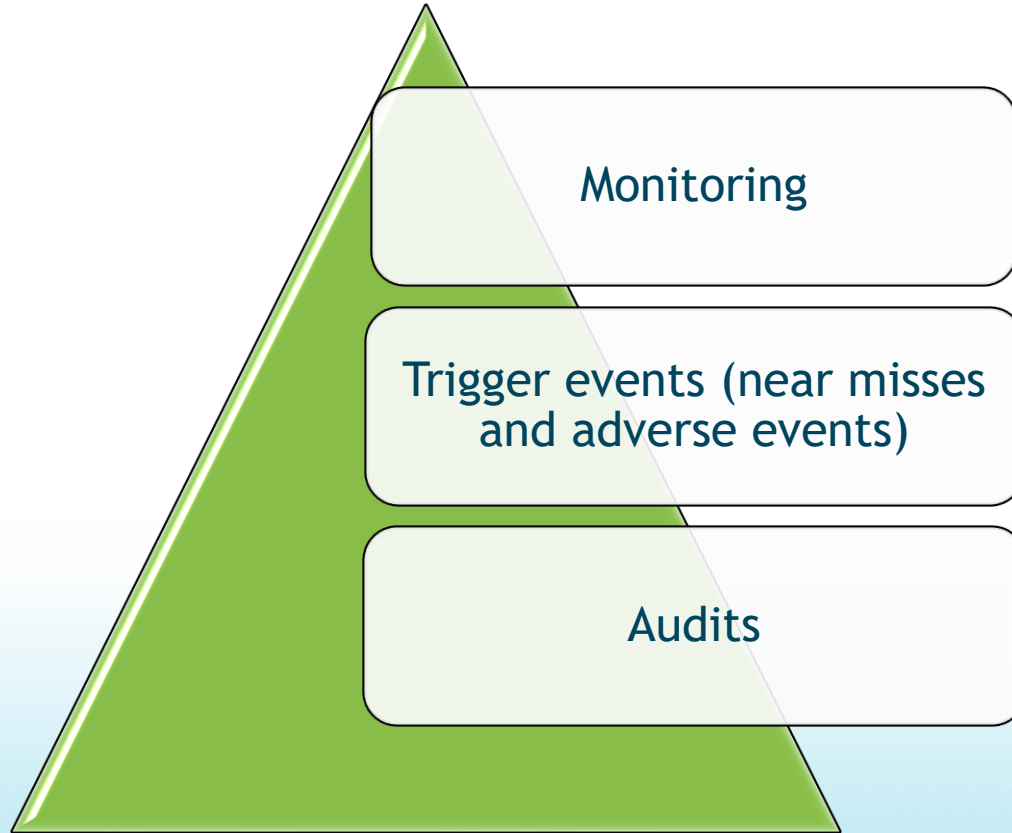 Monitoring
Trigger events (near misses
and adverse events)
Audits